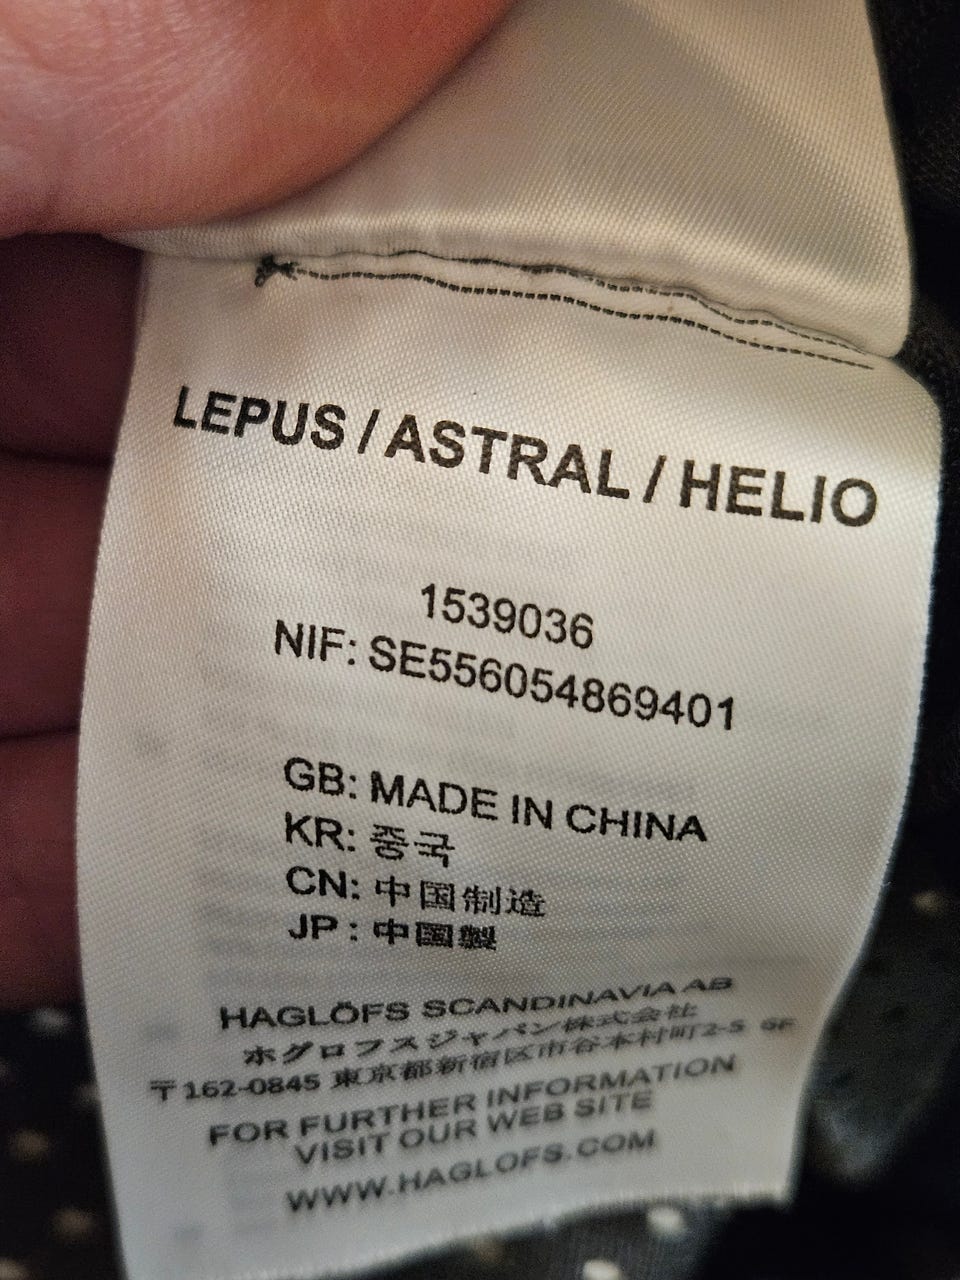 LEPUS / ASTRAL / HELIO
1539036
NIF: SE556054869401
GB: MADE IN CHINA
KR: 중국
CN: 中国制造
JP : 中国製
HAGLÖFS SCANDINAVIA AB
ホグロフスジャパン株式会社
〒162-0845 東京都新宿区市谷本村町2-5 5F
FOR FURTHER INFORMATION
VISIT OUR WEB SITE
WWW.HAGLOFS.COM